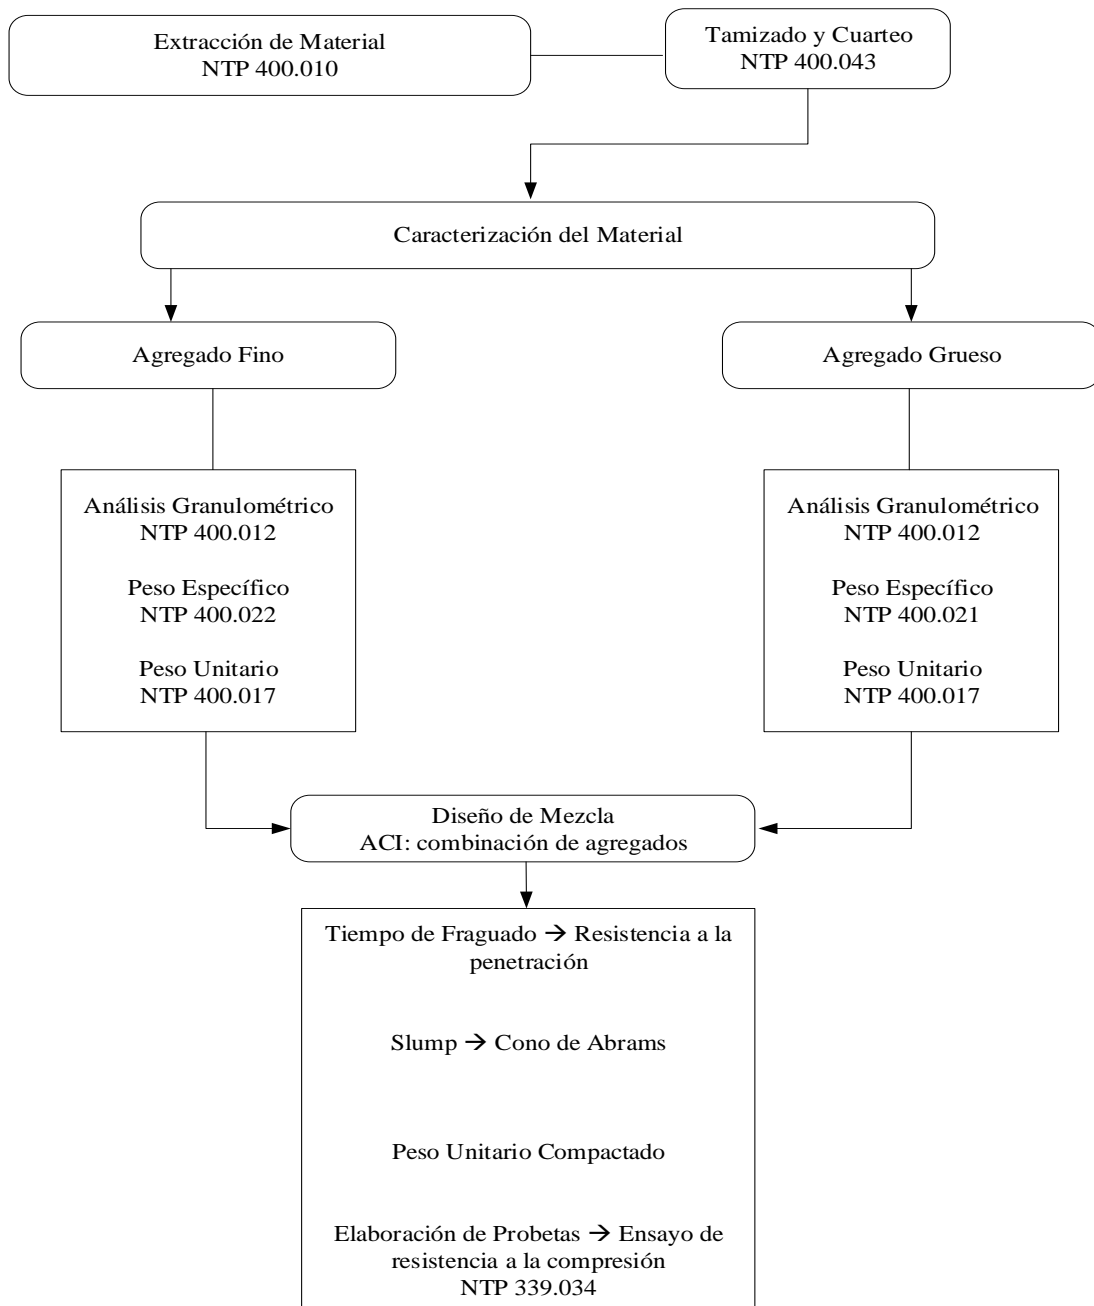 Extracción de Material
NTP 400.010
Tamizado y Cuarteo
NTP 400.043
Caracterización del Material
Agregado Fino
Agregado Grueso
Análisis Granulométrico
NTP 400.012
Peso Específico
NTP 400.022
Peso Unitario
NTP 400.017
Análisis Granulométrico
NTP 400.012
Peso Específico
NTP 400.021
Peso Unitario
NTP 400.017
Diseño de Mezcla
ACI: combinación de agregados
Tiempo de Fraguado → Resistencia a la
penetración
Slump → Cono de Abrams
Peso Unitario Compactado
Elaboración de Probetas → Ensayo de
resistencia a la compresión
NTP 339.034